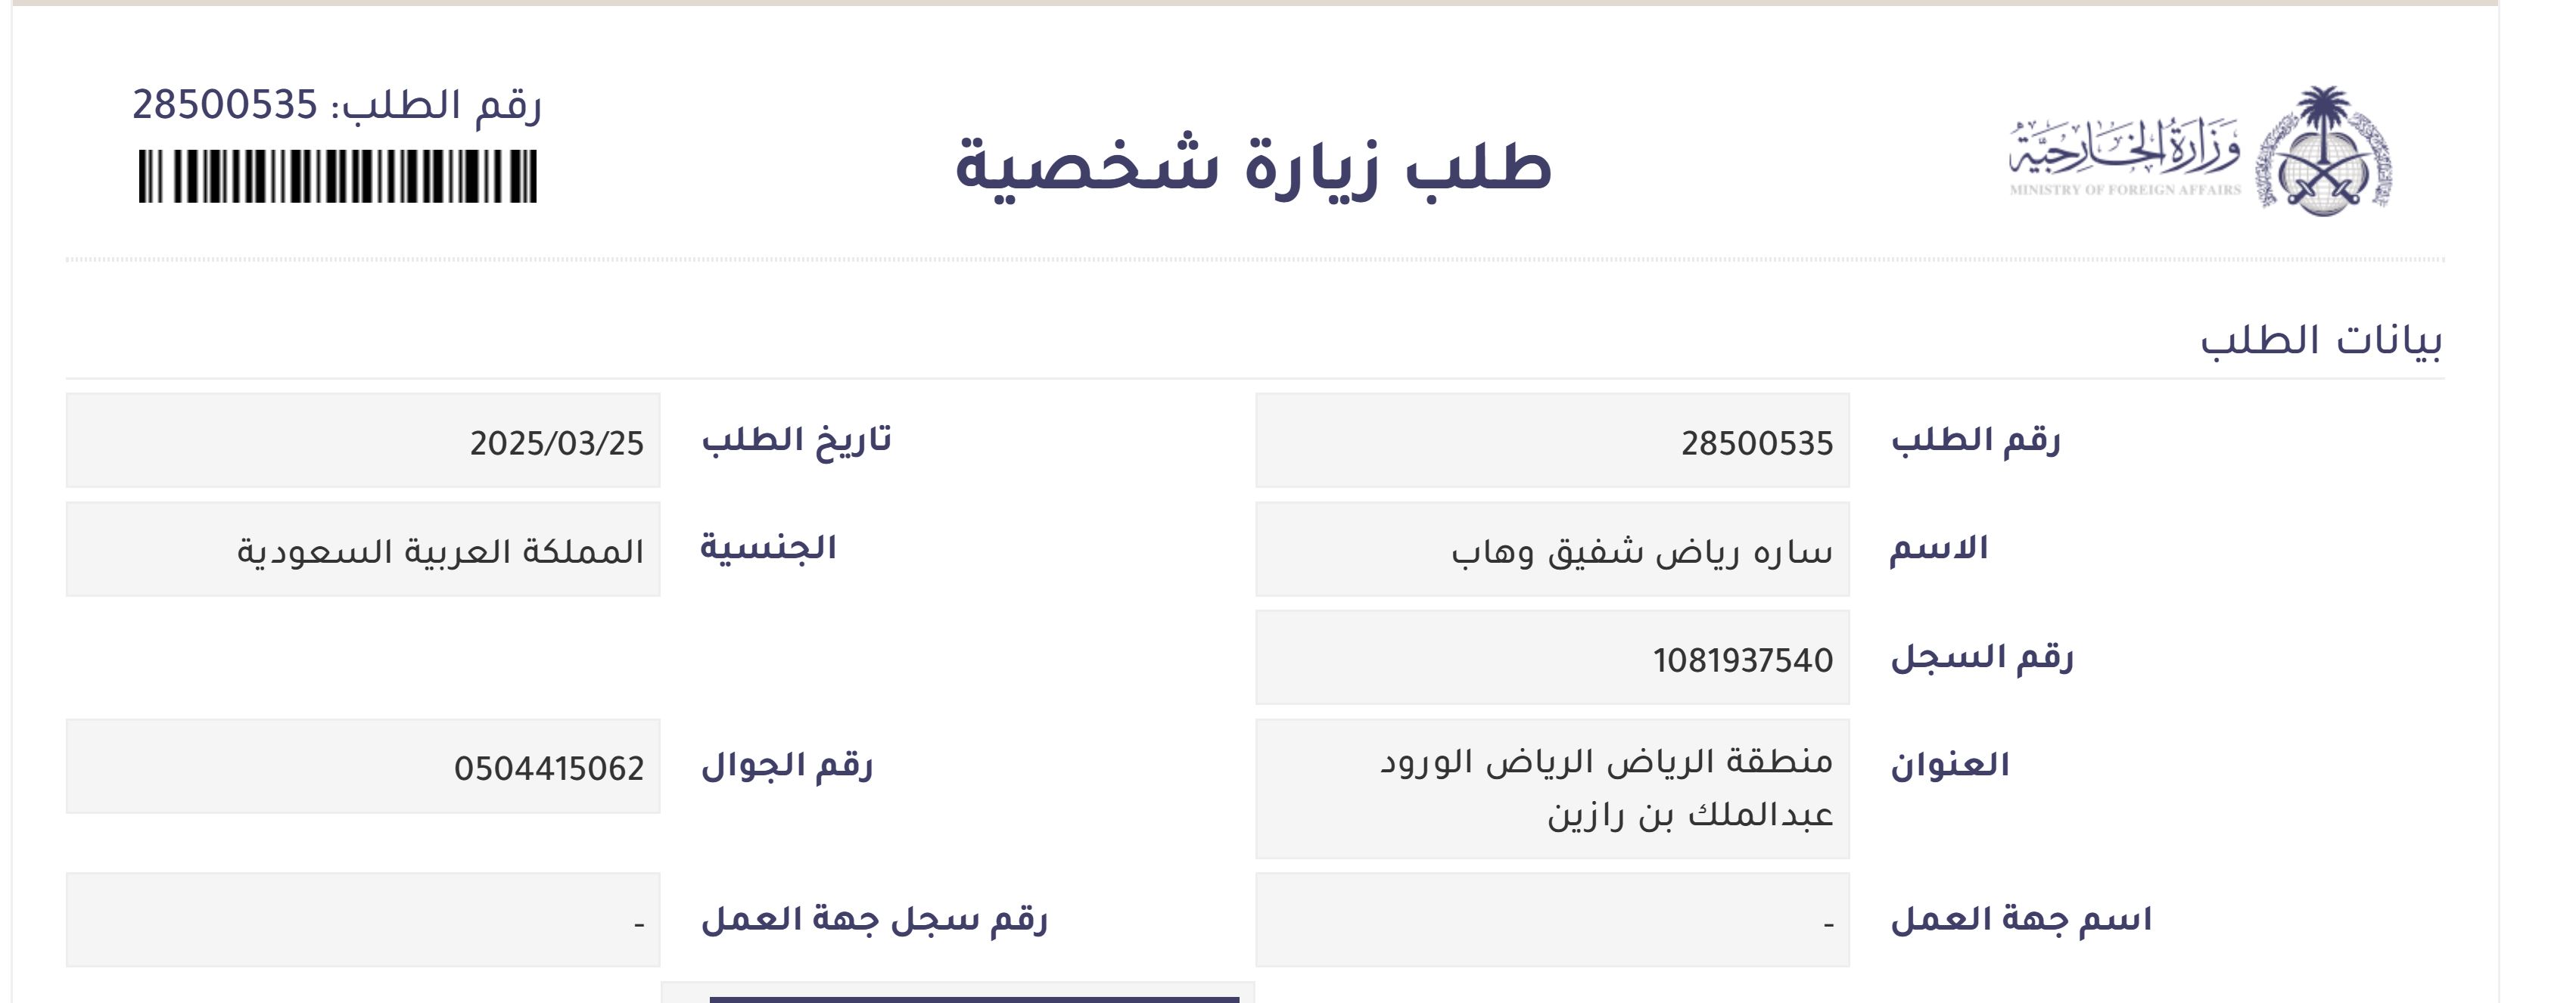 وزارة الخارجية
MINISTRY OF FOREIGN AFFAIRS
طلب زيارة شخصية
رقم الطلب: 28500535
بيانات الطلب
رقم الطلب 28500535 تاريخ الطلب 2025/03/25
الاسم ساره رياض شفيق وهاب الجنسية المملكة العربية السعودية
رقم السجل 1081937540
العنوان منطقة الرياض الرياض الورود
عبدالملك بن رازين
رقم الجوال 0504415062
اسم جهة العمل - رقم سجل جهة العمل -